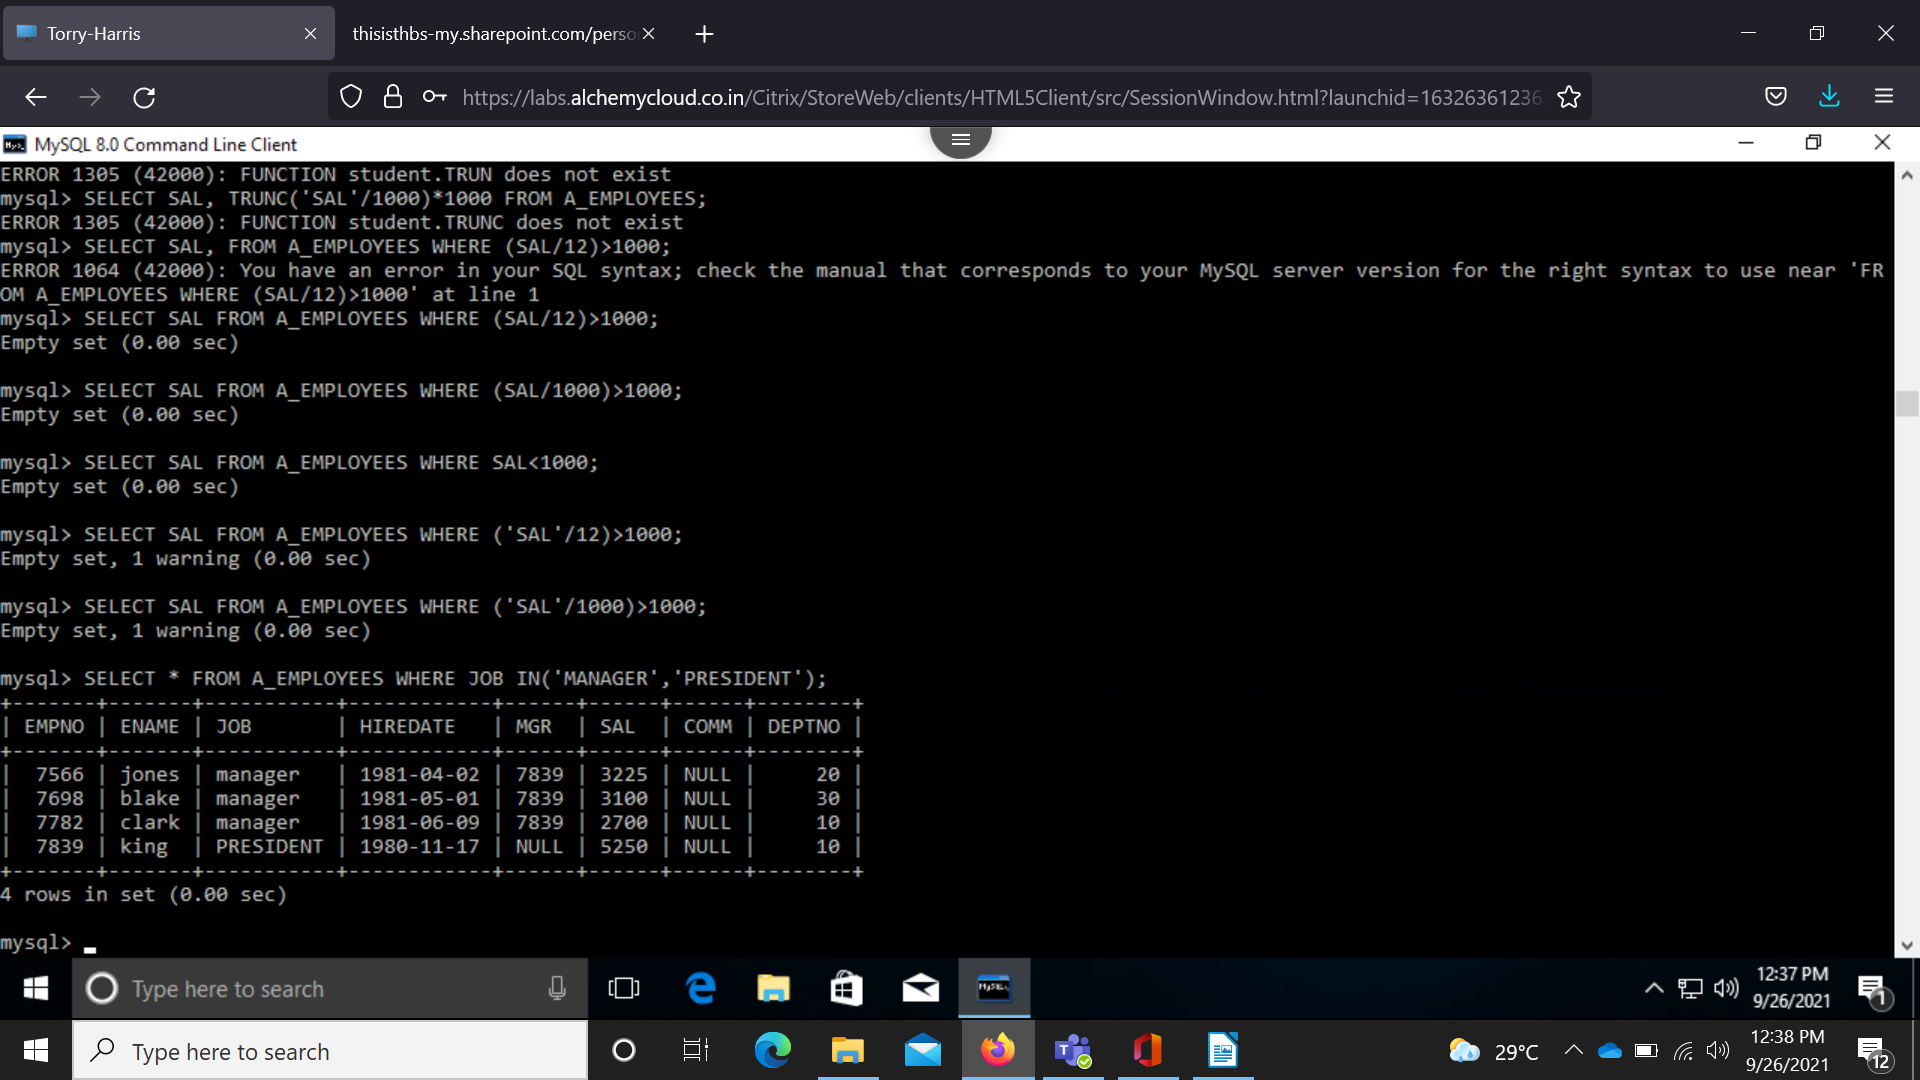 Torry-Harris
thisisthbs-my.sharepoint.com/perso
https://labs.alchemycloud.co.in/Citrix/StoreWeb/clients/HTML5Client/src/SessionWindow.html?launchid=163263612363
MySQL 8.0 Command Line Client
ERROR 1305 (42000): FUNCTION student.TRUN does not exist
mysql> SELECT SAL, TRUNC('SAL'/1000)*1000 FROM A_EMPLOYEES;
ERROR 1305 (42000): FUNCTION student.TRUNC does not exist
mysql> SELECT SAL, FROM A_EMPLOYEES WHERE (SAL/12)>1000;
ERROR 1064 (42000): You have an error in your SQL syntax; check the manual that corresponds to your MySQL server version for the right syntax to use near 'FR
OM A_EMPLOYEES WHERE (SAL/12)>1000' at line 1
mysql> SELECT SAL FROM A_EMPLOYEES WHERE (SAL/12)>1000;
Empty set (0.00 sec)
mysql> SELECT SAL FROM A_EMPLOYEES WHERE (SAL/1000)>1000;
Empty set (0.00 sec)
mysql> SELECT SAL FROM A_EMPLOYEES WHERE SAL<1000;
Empty set (0.00 sec)
mysql> SELECT SAL FROM A_EMPLOYEES WHERE ('SAL'/12)>1000;
Empty set, 1 warning (0.00 sec)
mysql> SELECT SAL FROM A_EMPLOYEES WHERE ('SAL'/1000)>1000;
Empty set, 1 warning (0.00 sec)
mysql> SELECT * FROM A_EMPLOYEES WHERE JOB IN('MANAGER','PRESIDENT');
+-------+-------+-----------+------------+------+------+------+--------+
| EMPNO | ENAME | JOB       | HIREDATE   | MGR  | SAL  | COMM | DEPTNO |
+-------+-------+-----------+------------+------+------+------+--------+
|  7566 | jones | manager   | 1981-04-02 | 7839 | 3225 | NULL |     20 |
|  7698 | blake | manager   | 1981-05-01 | 7839 | 3100 | NULL |     30 |
|  7782 | clark | manager   | 1981-06-09 | 7839 | 2700 | NULL |     10 |
|  7839 | king  | PRESIDENT | 1980-11-17 | NULL | 5250 | NULL |     10 |
+-------+-------+-----------+------------+------+------+------+--------+
4 rows in set (0.00 sec)
mysql> _
Type here to search
12:37 PM
9/26/2021
1
Type here to search
29°C
12:38 PM
9/26/2021
12